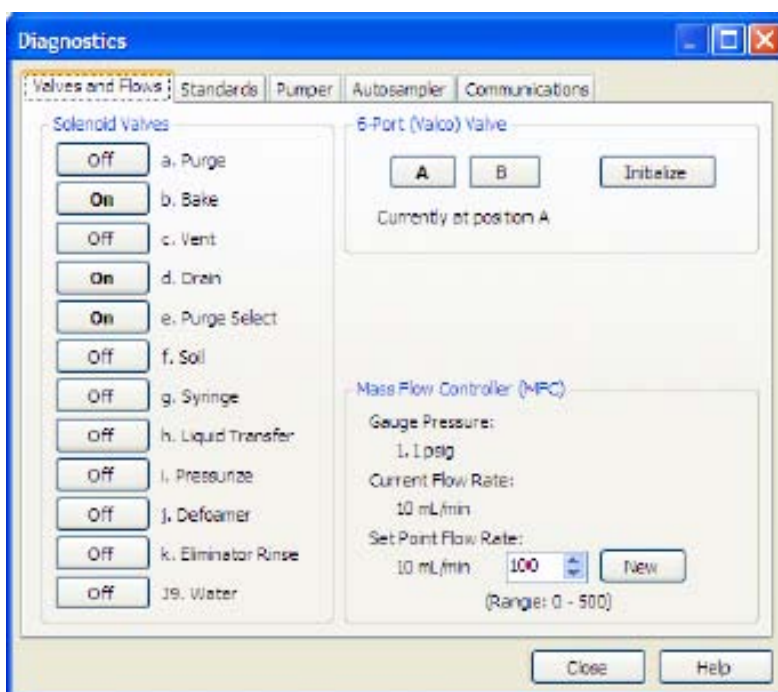 Diagnostics
Valves and Flows Standards Pumper Autosampler Communications
Solenoid Valves
Off a. Purge
On b. Bake
Off c. Vent
On d. Drain
On e. Purge Select
Off f. Soil
Off g. Syringe
Off h. Liquid Transfer
Off i. Pressurize
Off j. Defoamer
Off k. Eliminator Rinse
Off J9. Water
6-Port (Valco) Valve
A B Initialize
Currently at position A
Mass Flow Controller (MFC)
Gauge Pressure:
1.1 psig
Current Flow Rate:
10 mL/min
Set Point Flow Rate:
10 mL/min 100 New
(Range: 0 - 500)
Close Help